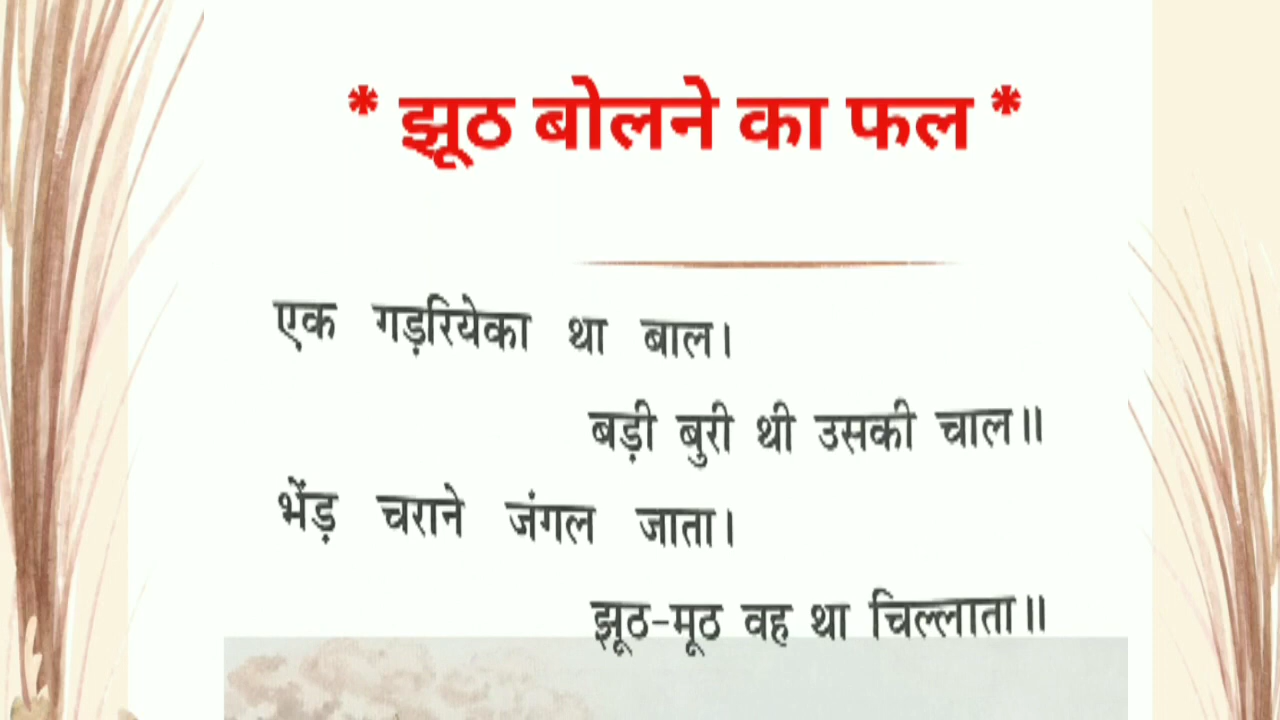 * झूठ बोलने का फल *
एक गड़रियेका था बाल।
बड़ी बुरी थी उसकी चाल॥
भेंड़ चराने जंगल जाता।
झूठ-मूठ वह था चिल्लाता॥